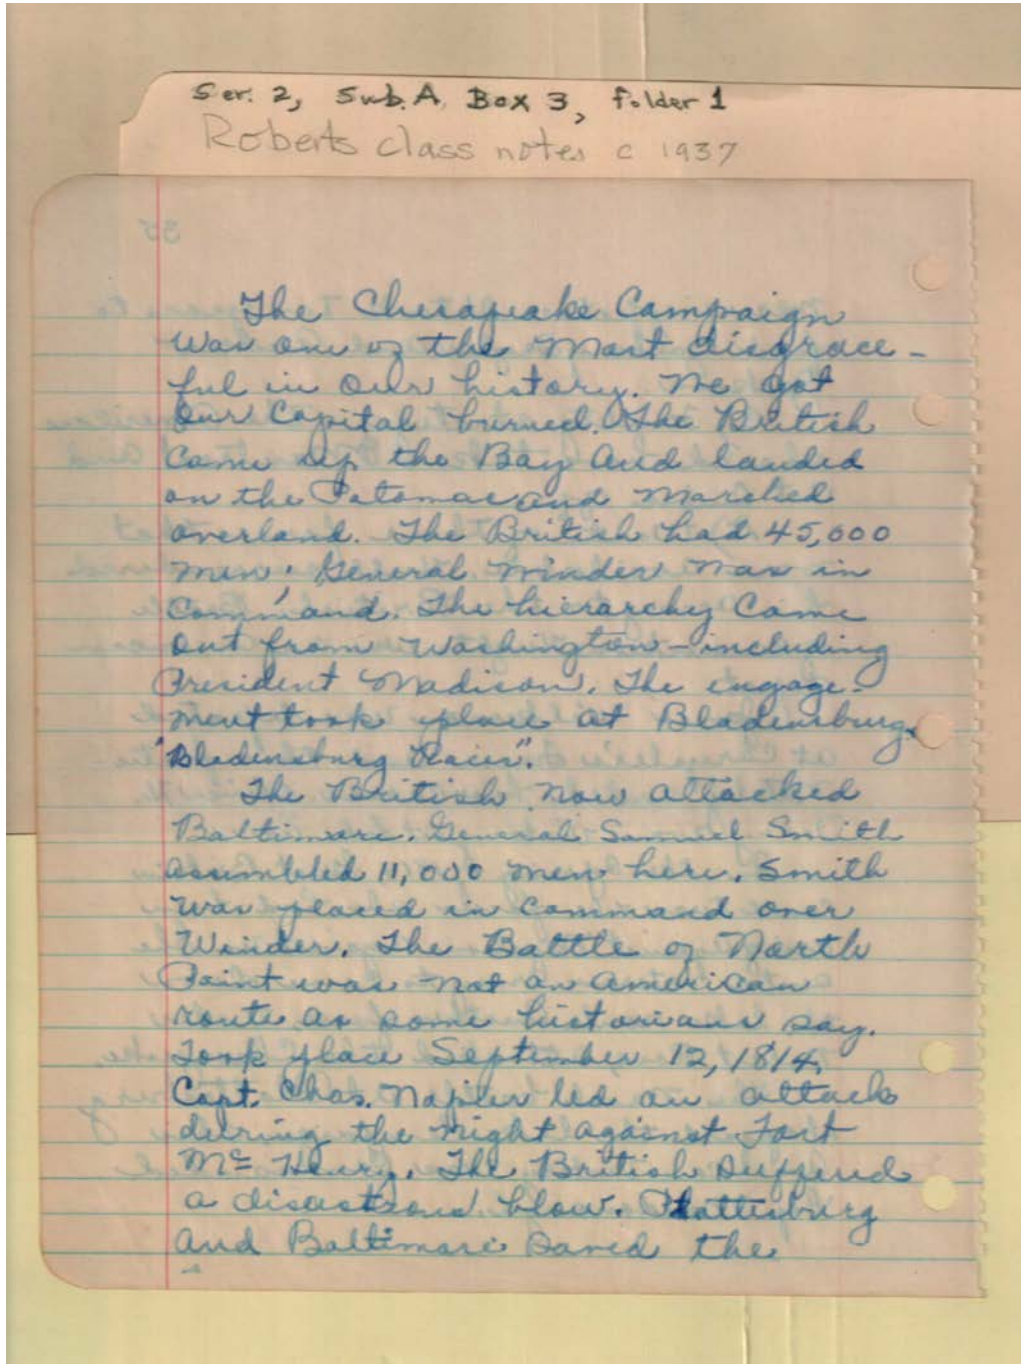 Ser. 2, Sub. A, Box 3, folder 1
Roberts class notes c 1937
35
The Chesapeake Campaign
was one of the most disgrace-
ful in our history. We got
our Capital burned. The British
came up the Bay and landed
on the Potomac and marched
overland. The British had 45,000
men. General Winder was in
command. The hierarchy came
out from Washington - including
President Madison. The engage-
ment took place at Bladensburg.
"Bladensburg Races".
The British now attacked
Baltimore. General Samuel Smith
assembled 11,000 men here. Smith
was placed in command over
Winder. The Battle of North
Point was not an American
route as some historians say.
Took place September 12, 1814.
Capt. Chas. Napier led an attack
during the night against Fort
Mc Henry. The British suffered
a disastrous blow. Plattesburg
and Baltimore saved the